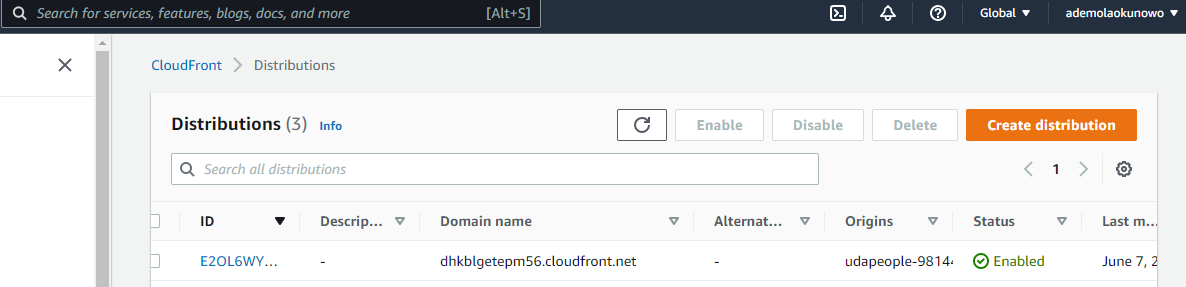 Search for services, features, blogs, docs, and more [Alt+S] Global ademolaokunowo
CloudFront Distributions
Distributions (3) Info Enable Disable Delete Create distribution
Search all distributions 1
ID Descrip... Domain name Alternat... Origins Status Last m...
E2OL6WY... - dhkblgetepm56.cloudfront.net - udapeople-98144 Enabled June 7, 2